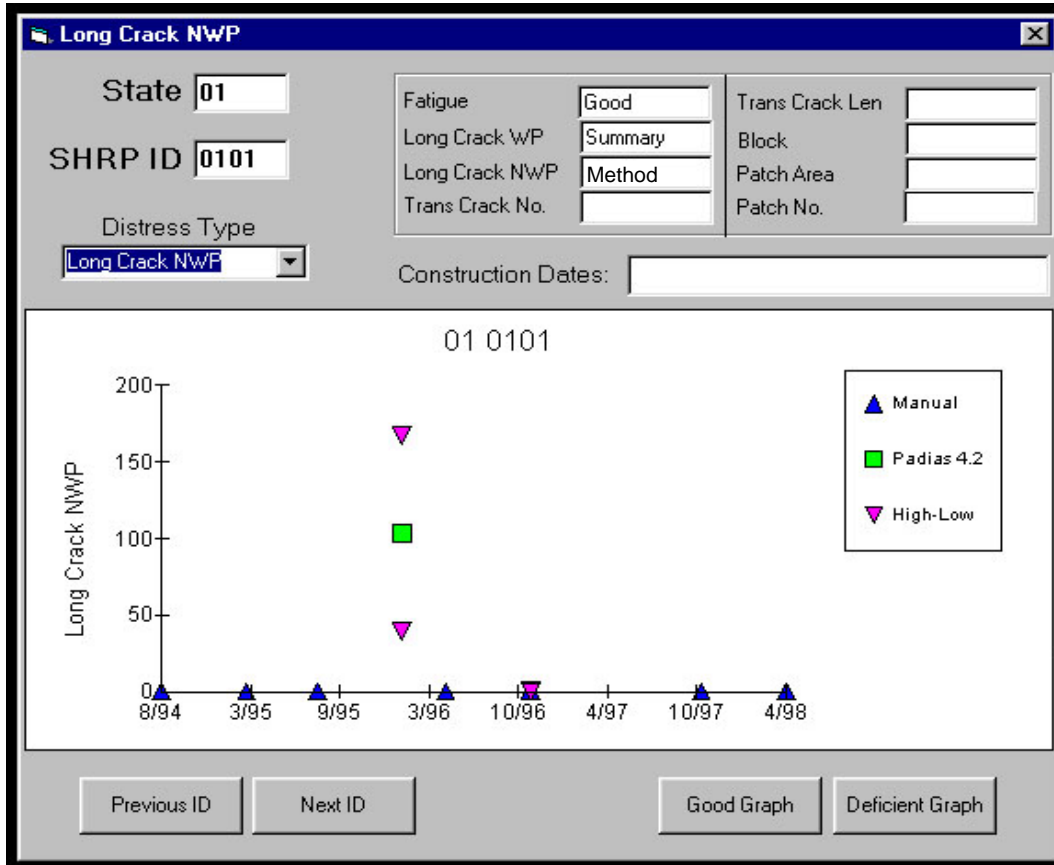 Long Crack NWP
State 01
SHRP ID 0101
Distress Type
Long Crack NWP
Fatigue Good
Long Crack WP Summary
Long Crack NWP Method
Trans Crack No.
Trans Crack Len
Block
Patch Area
Patch No.
Construction Dates:
01 0101
Long Crack NWP
200
150
100
50
0
8/94 3/95 9/95 3/96 10/96 4/97 10/97 4/98
Manual
Padias 4.2
High-Low
Previous ID Next ID Good Graph Deficient Graph